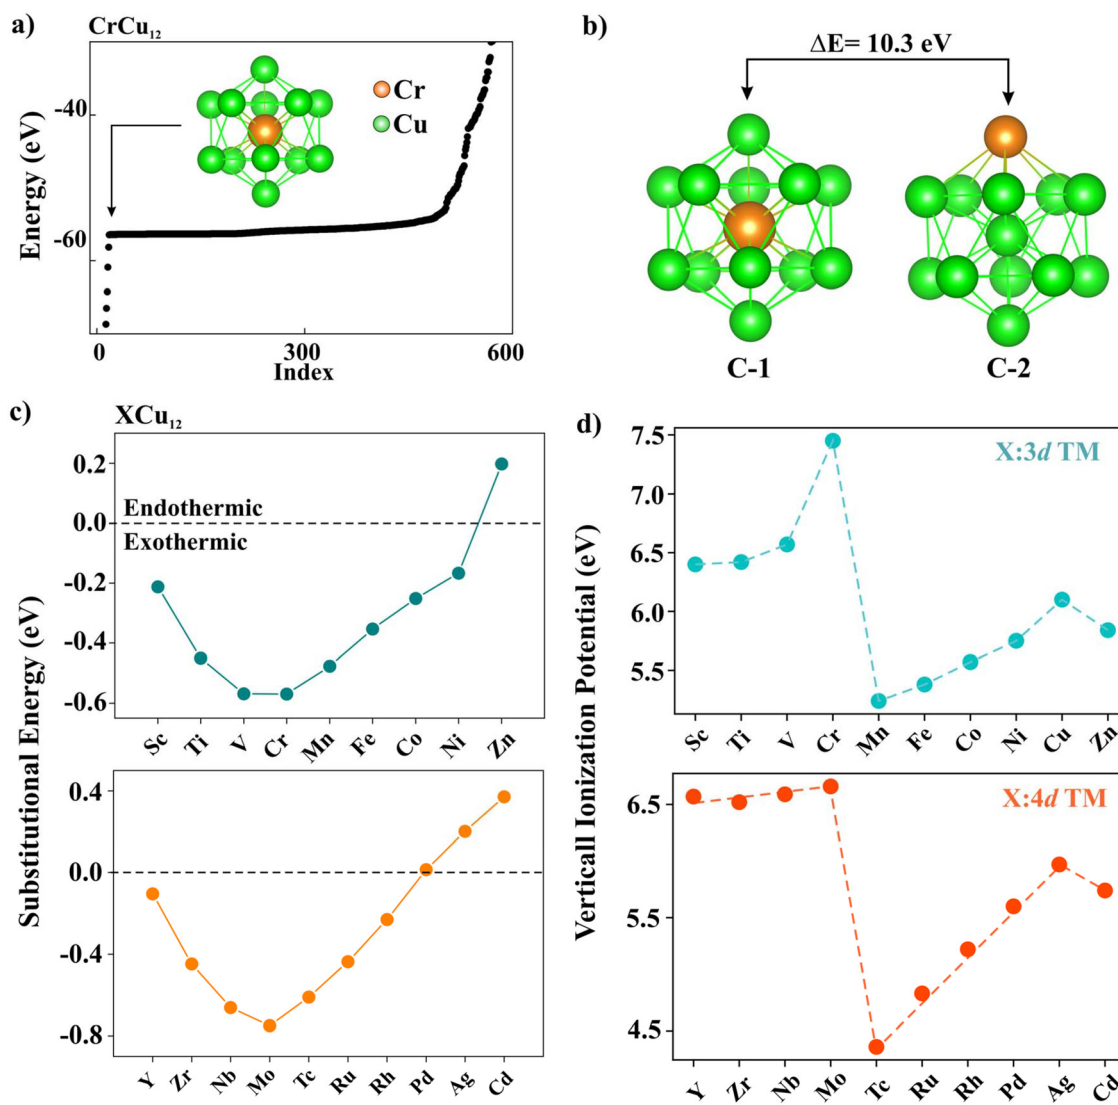 a)
CrCu₁₂
Energy (eV)
-40
-60
Cr
Cu
0
300
600
Index
b)
ΔE= 10.3 eV
C-1
C-2
c)
XCu₁₂
Substitutional Energy (eV)
0.2
0.0
-0.2
-0.4
-0.6
Endothermic
Exothermic
Sc Ti V Cr Mn Fe Co Ni Zn
0.4
0.0
-0.4
-0.8
Y Zr Nb Mo Tc Ru Rh Pd Ag Cd
d)
Verticall Ionization Potential (eV)
X:3d TM
7.5
7.0
6.5
6.0
5.5
Sc Ti V Cr Mn Fe Co Ni Cu Zn
X:4d TM
6.5
5.5
4.5
Y Zr Nb Mo Tc Ru Rh Pd Ag Cd